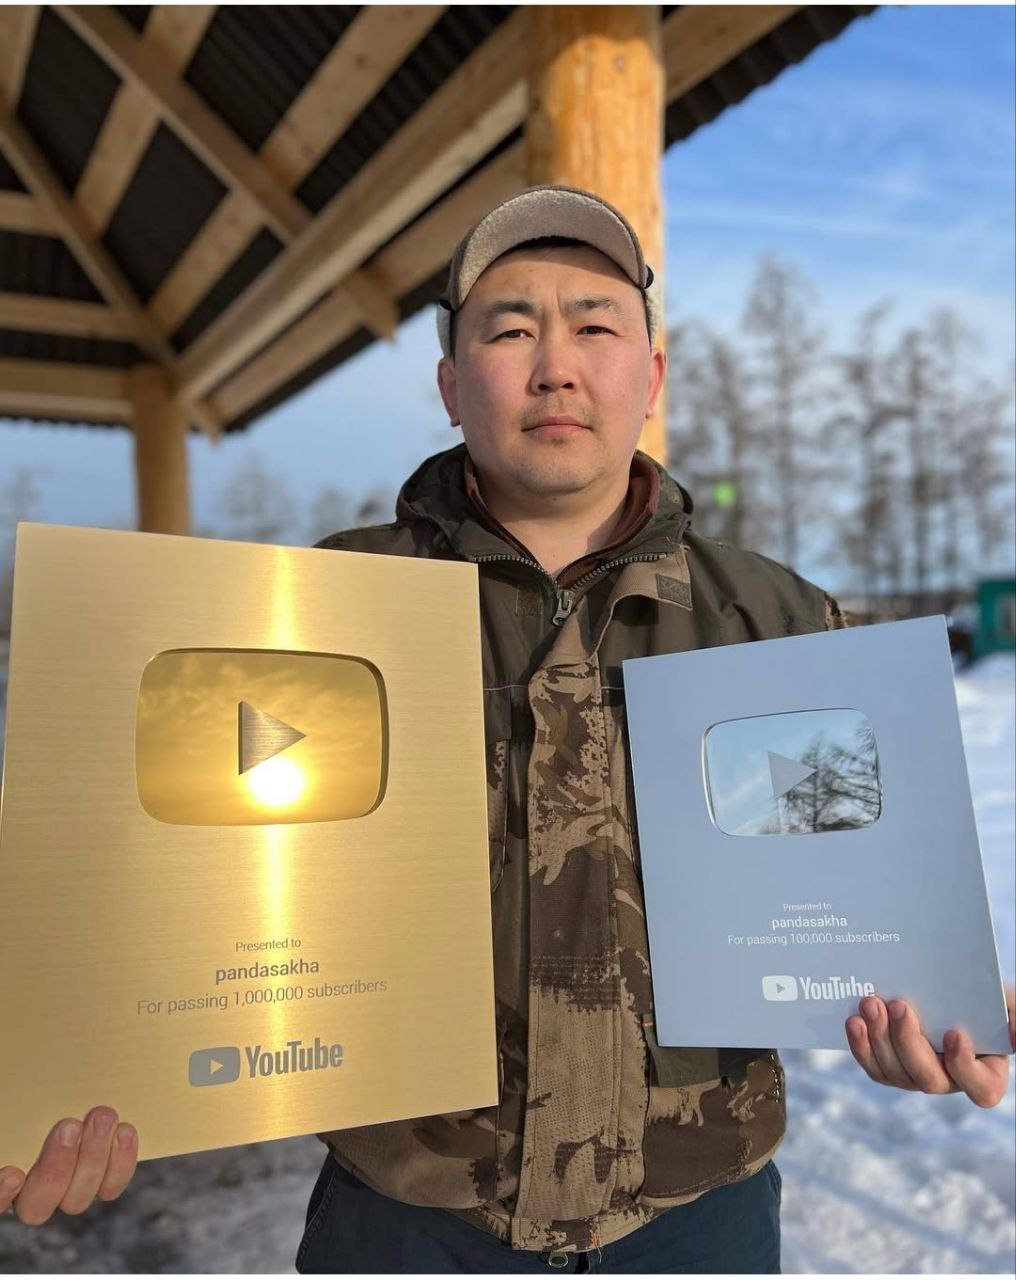 Presented to
pandasakha
For passing 1,000,000 subscribers
YouTube
Presented to
pandasakha
For passing 100,000 subscribers
YouTube